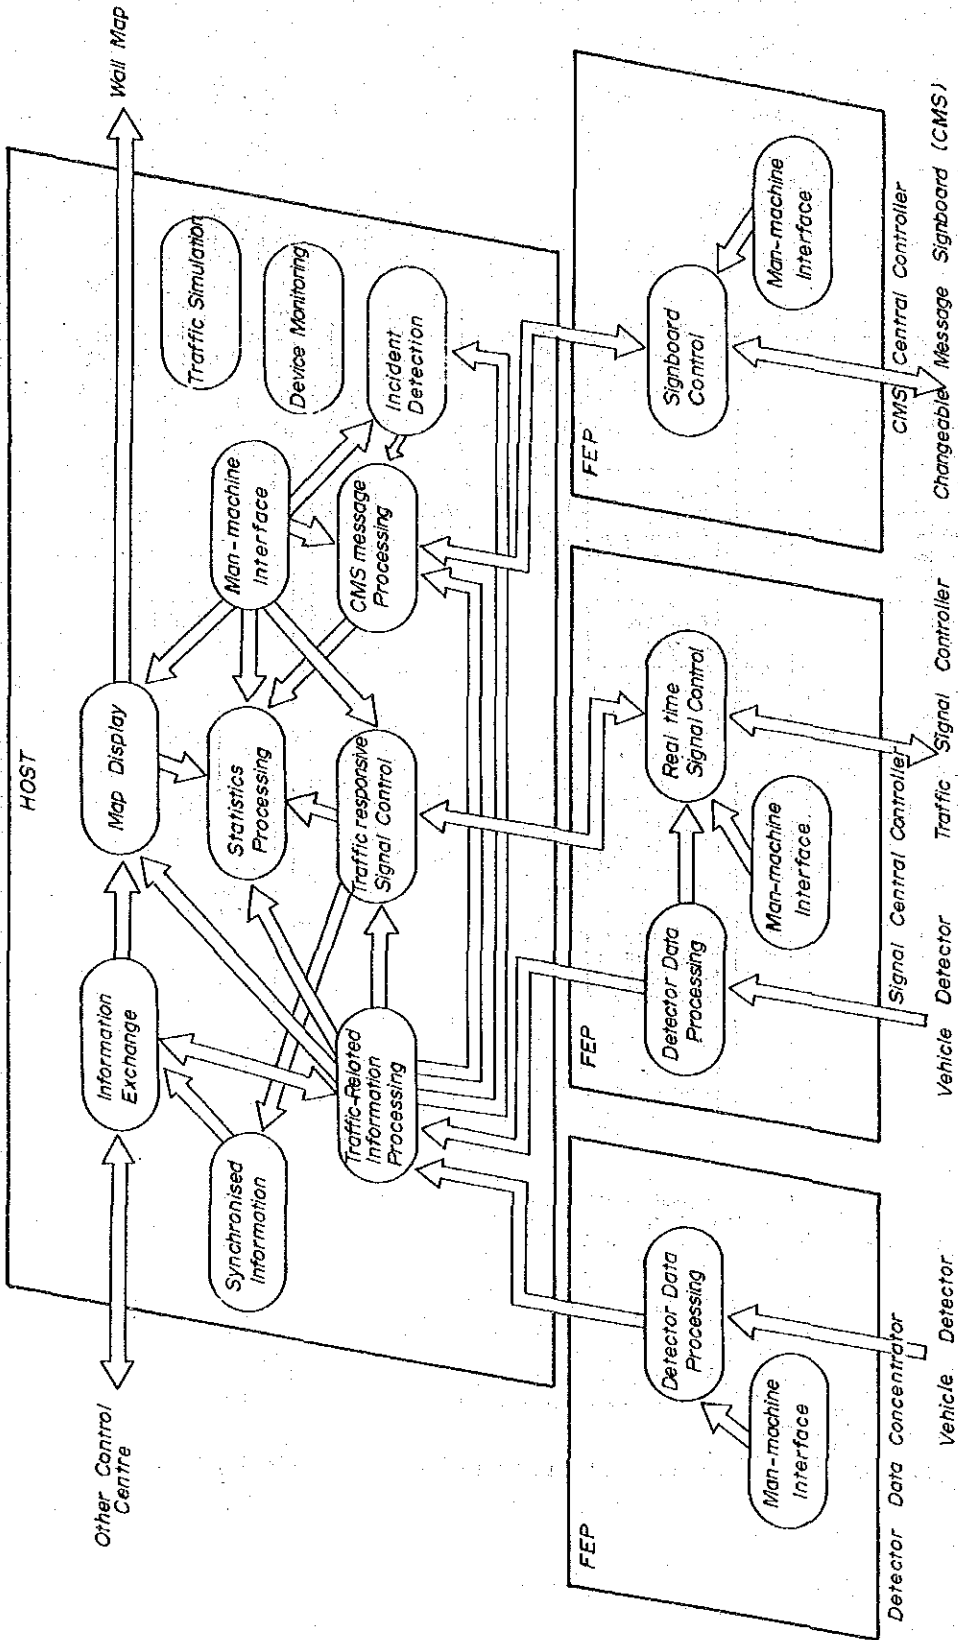 HOST
Other Control
Centre
Information
Exchange
Map Display
Wall Map
Synchronised
Information
Statistics
Processing
Man-machine
Interface
Traffic Simulation
Device Monitoring
Traffic-Related
Information
Processing
Traffic responsive
Signal Control
CMS message
Processing
Incident
Detection
FEP
Detector Data
Processing
Man-machine
Interface
Detector Data Concentrator
Vehicle Detector
FEP
Detector Data
Processing
Real time
Signal Control
Man-machine
Interface
Signal Central Controller
Vehicle Detector
Traffic Signal Controller
FEP
Signboard
Control
Man-machine
Interface
CMS Central Controller
Changeable Message Signboard (CMS)